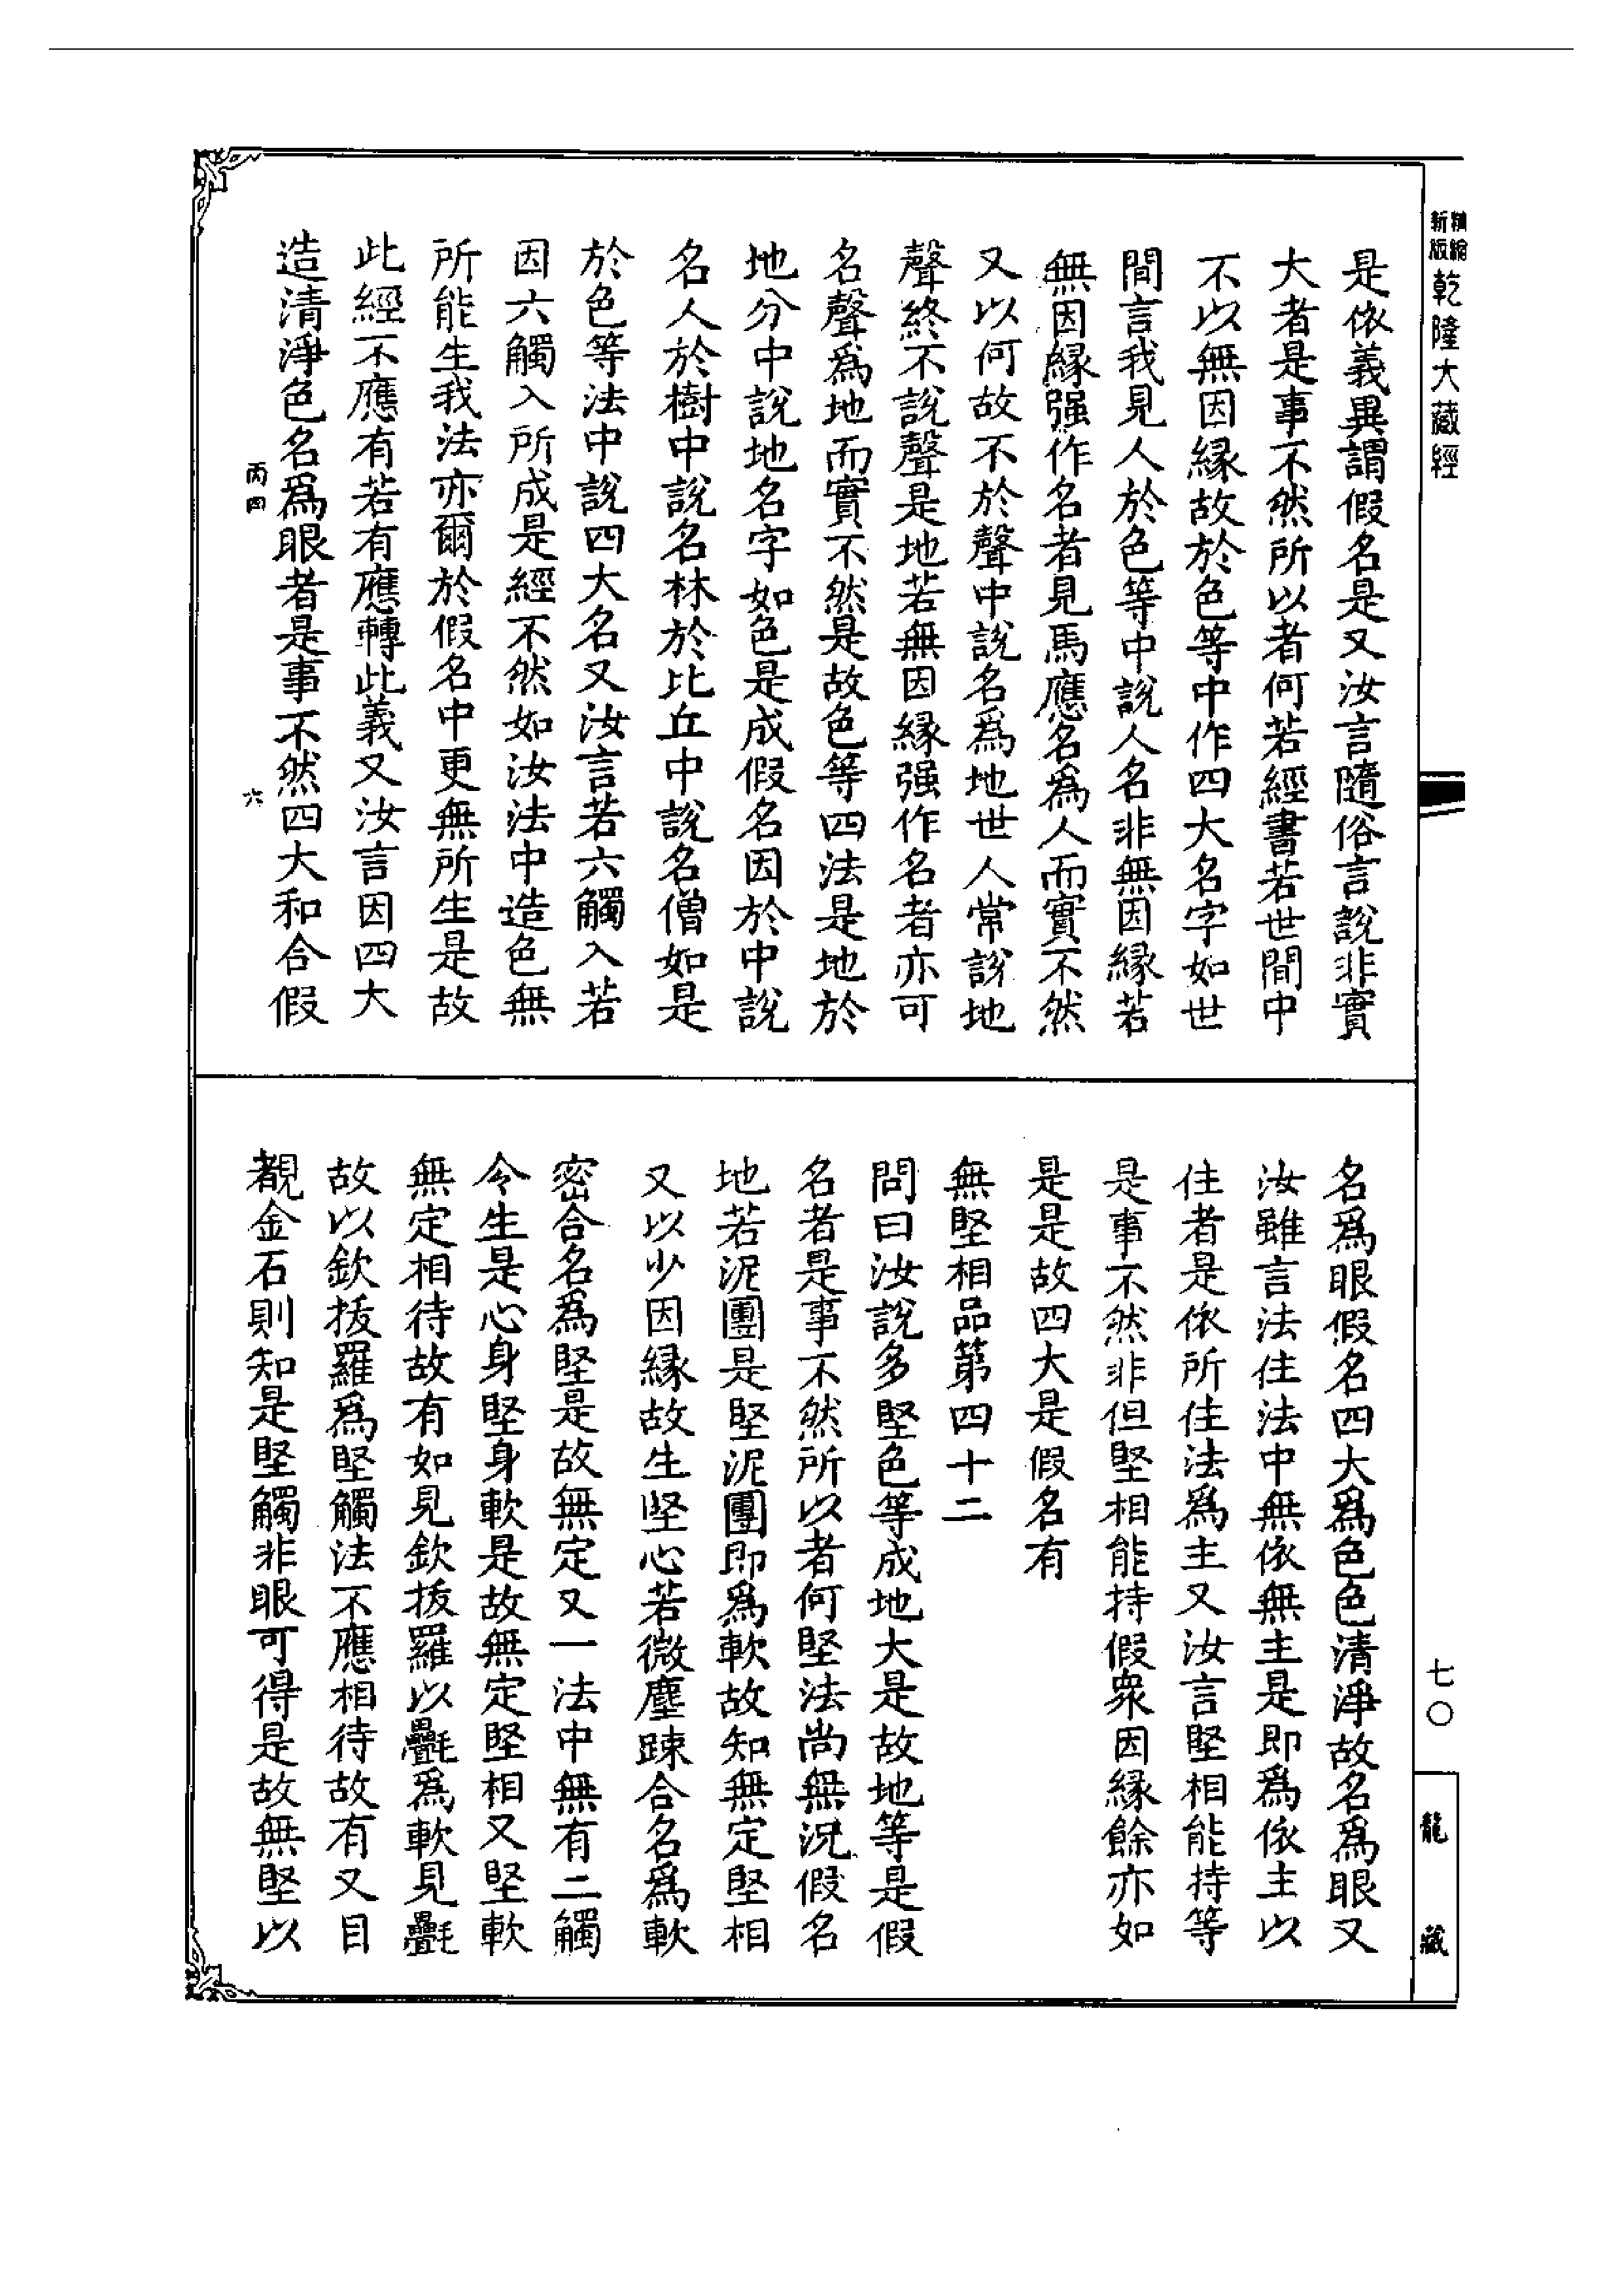 精縮
新版
乾隆大藏經
是依義異謂假名是又汝言隨俗言說非實
大者是事不然所以者何若經書若世間中
不以無因緣故於色等中作四大名字如世
間言我見人於色等中說人名非無因緣若
無因緣强作名者見馬應名為人而實不然
又以何故不於聲中說名爲地世人常說地
聲終不說聲是地若無因緣强作名者亦可
名聲爲地而實不然是故色等四法是地於
地分中說地名字如色是成假名因於中說
名人於樹中說名林於比丘中說名僧如是
於色等法中說四大名又汝言若六觸入若
因六觸入所成是經不然如汝法中造色無
所能生我法亦爾於假名中更無所生是故
此經不應有若有應轉此義又汝言因四大
造清淨色名爲眼者是事不然四大和合假
丙四
六
名爲眼假名四大爲色色清淨故名爲眼又
汝雖言法住法中無依無主是即爲依主以
住者是依所住法爲主又汝言堅相能持等
是事不然非但堅相能持假衆因緣餘亦如
是是故四大是假名有
無堅相品第四十二
問曰汝說多堅色等成地大是故地等是假
名者是事不然所以者何堅法尚無況假名
地若泥團是堅泥團即爲軟故知無定堅相
又以少因緣故生堅心若微塵踈合名爲軟
密合名爲堅是故無定又一法中無有二觸
令生是心身堅身軟是故無定堅相又堅軟
無定相待故有如見欽拔羅以氎爲軟見氎
故以欽拔羅爲堅觸法不應相待故有又目
覩金石則知是堅觸非眼可得是故無堅以
七〇
龍藏